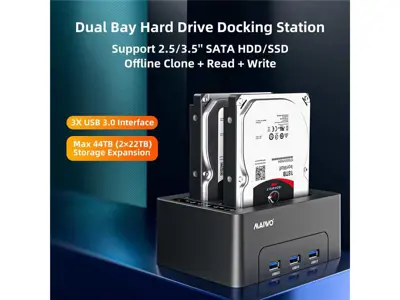 Dual Bay Hard Drive Docking Station
Support 2.5/3.5" SATA HDD/SSD
Offline Clone + Read + Write
3X USB 3.0 Interface
Max 44TB (2×22TB)
Storage Expansion
18TB
MAIWO